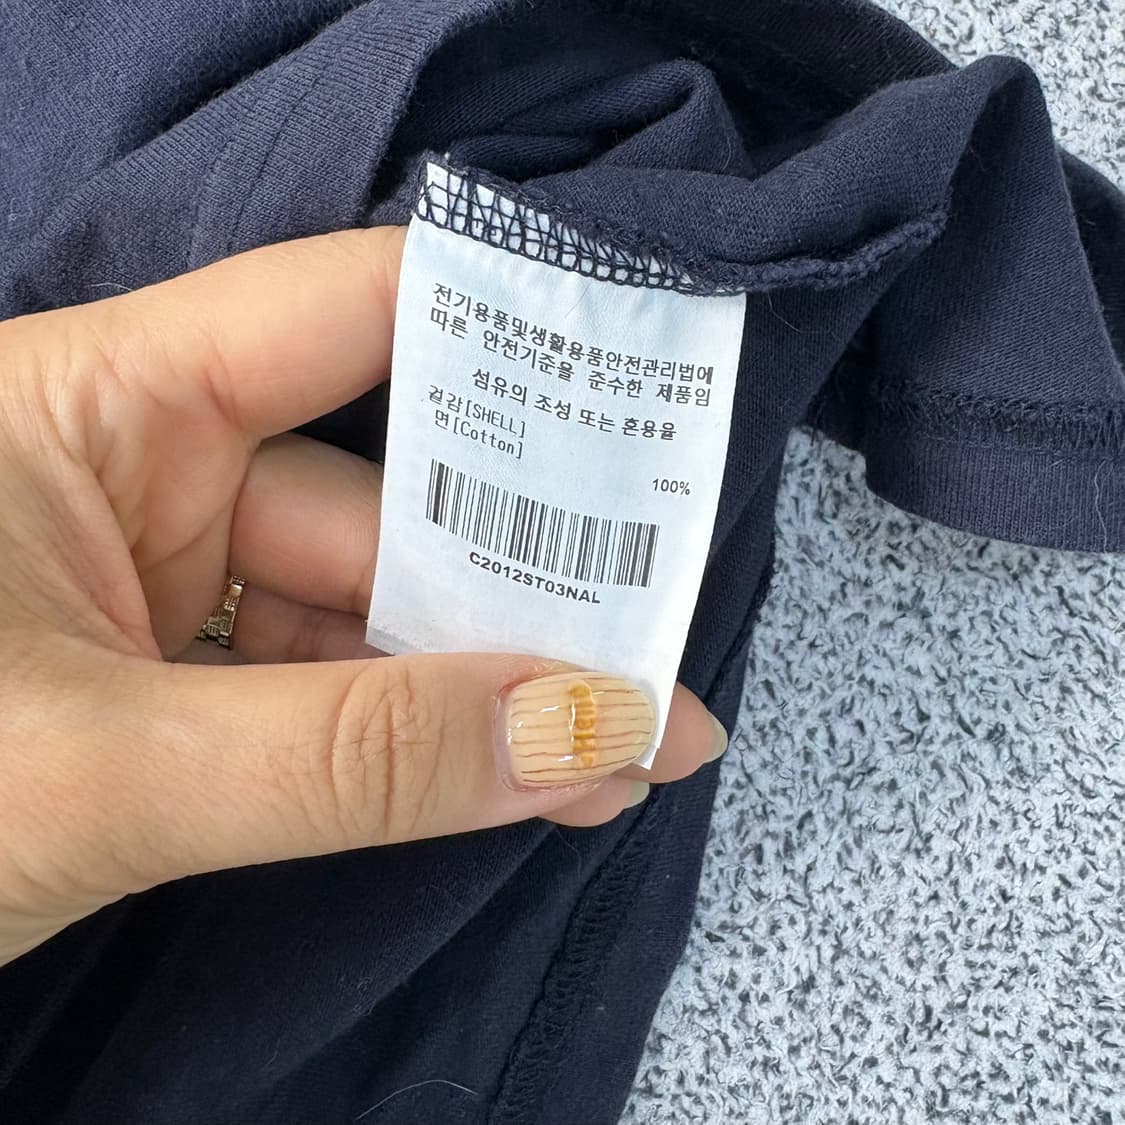 전기용품및생활용품안전관리법에
따른 안전기준을 준수한 제품임
섬유의 조성 또는 혼용율
겉감[SHELL]
면[Cotton]
100%
C2012ST03NAL